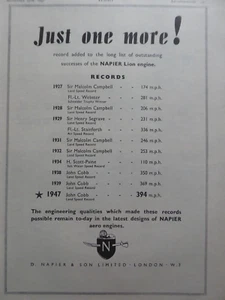 Just one more!
record added to the long list of outstanding
successes of the NAPIER Lion engine.
RECORDS
1927 Sir Malcolm Campbell - - 174 m.p.h.
Land Speed Record
Fl.-Lt. Webster - - 281 m.p.h.
Schneider Trophy Winner
1928 Sir Malcolm Campbell - - 206 m.p.h.
Land Speed Record
1929 Sir Henry Segrave - - 231 m.p.h.
Land Speed Record
Fl.-Lt. Stainforth - - 336 m.p.h.
Air Speed Record
1931 Sir Malcolm Campbell - - 246 m.p.h.
Land Speed Record
1932 Sir Malcolm Campbell - - 253 m.p.h.
Land Speed Record
1934 H. Scott-Paine - - 110 m.p.h.
Land Speed Record
1938 John Cobb - - 350 m.p.h.
Land Speed Record
1939 John Cobb - - 369 m.p.h.
Land Speed Record
★ 1947 John Cobb - - 394 m.p.h.
Land Speed Record
The engineering qualities which made these records
possible remain to-day in the latest designs of NAPIER
aero engines.
N
D. NAPIER & SON LIMITED · LONDON · W.3